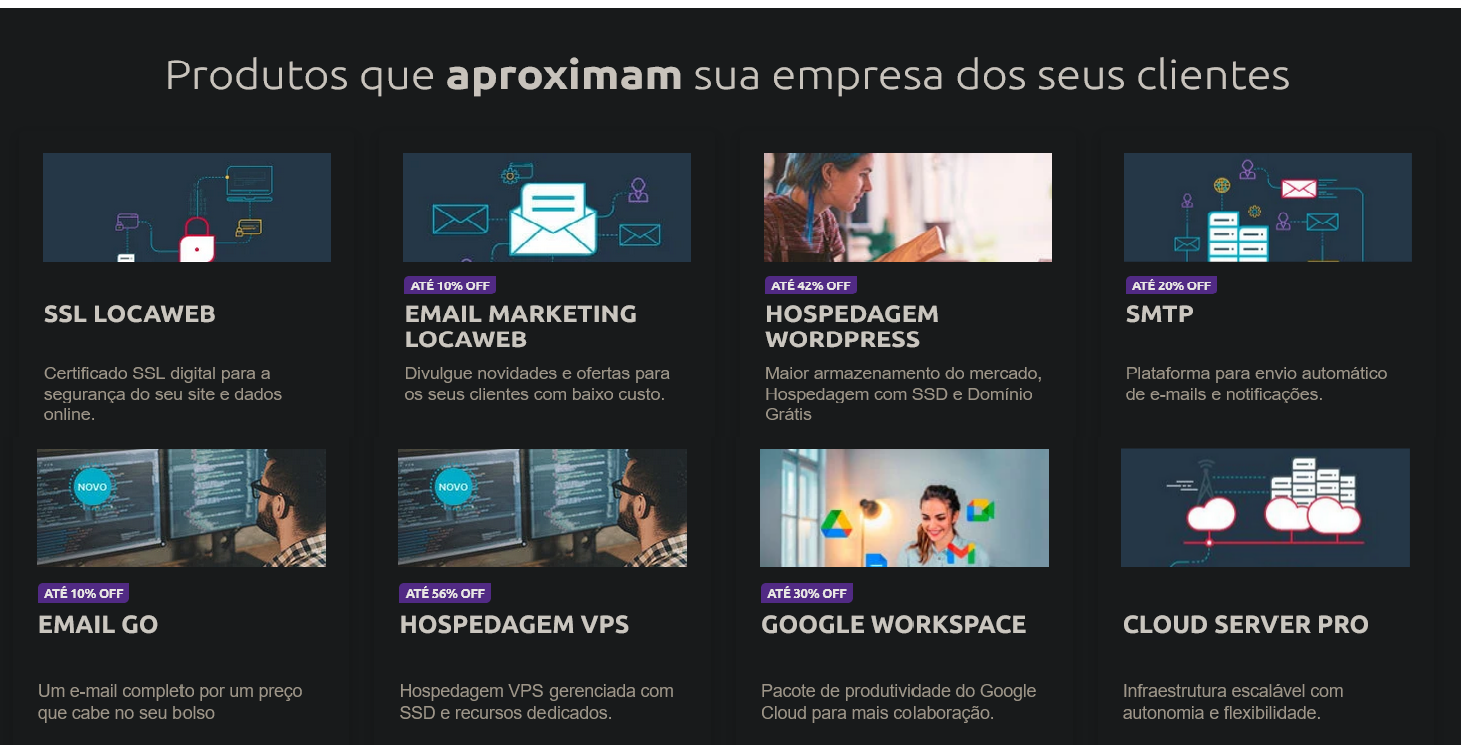 Produtos que aproximam sua empresa dos seus clientes
SSL LOCAWEB
Certificado SSL digital para a
segurança do seu site e dados
online.
ATÉ 10% OFF
EMAIL MARKETING
LOCAWEB
Divulgue novidades e ofertas para
os seus clientes com baixo custo.
ATÉ 42% OFF
HOSPEDAGEM
WORDPRESS
Maior armazenamento do mercado,
Hospedagem com SSD e Domínio
Grátis
ATÉ 20% OFF
SMTP
Plataforma para envio automático
de e-mails e notificações.
NOVO
ATÉ 10% OFF
EMAIL GO
Um e-mail completo por um preço
que cabe no seu bolso
NOVO
ATÉ 56% OFF
HOSPEDAGEM VPS
Hospedagem VPS gerenciada com
SSD e recursos dedicados.
ATÉ 30% OFF
GOOGLE WORKSPACE
Pacote de produtividade do Google
Cloud para mais colaboração.
CLOUD SERVER PRO
Infraestrutura escalável com
autonomia e flexibilidade.